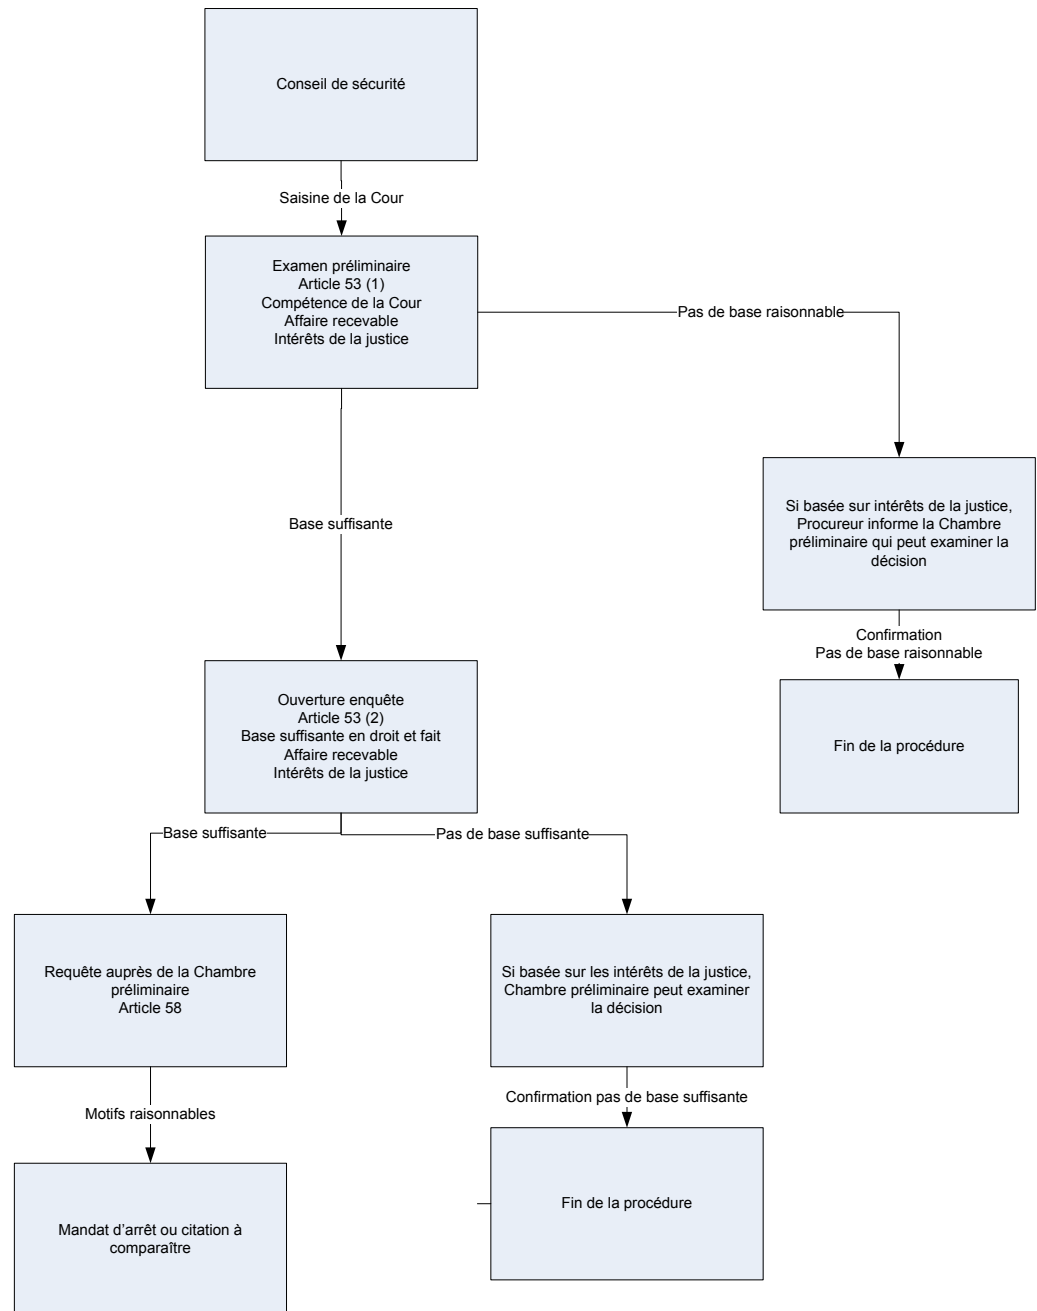 Conseil de sécurité
Saisine de la Cour
Examen préliminaire
Article 53 (1)
Compétence de la Cour
Affaire recevable
Intérêts de la justice
Pas de base raisonnable
Base suffisante
Si basée sur intérêts de la justice,
Procureur informe la Chambre
préliminaire qui peut examiner la
décision
Confirmation
Pas de base raisonnable
Fin de la procédure
Ouverture enquête
Article 53 (2)
Base suffisante en droit et fait
Affaire recevable
Intérêts de la justice
Base suffisante
Pas de base suffisante
Requête auprès de la Chambre
préliminaire
Article 58
Si basée sur les intérêts de la justice,
Chambre préliminaire peut examiner
la décision
Motifs raisonnables
Confirmation pas de base suffisante
Mandat d'arrêt ou citation à
comparaître
Fin de la procédure